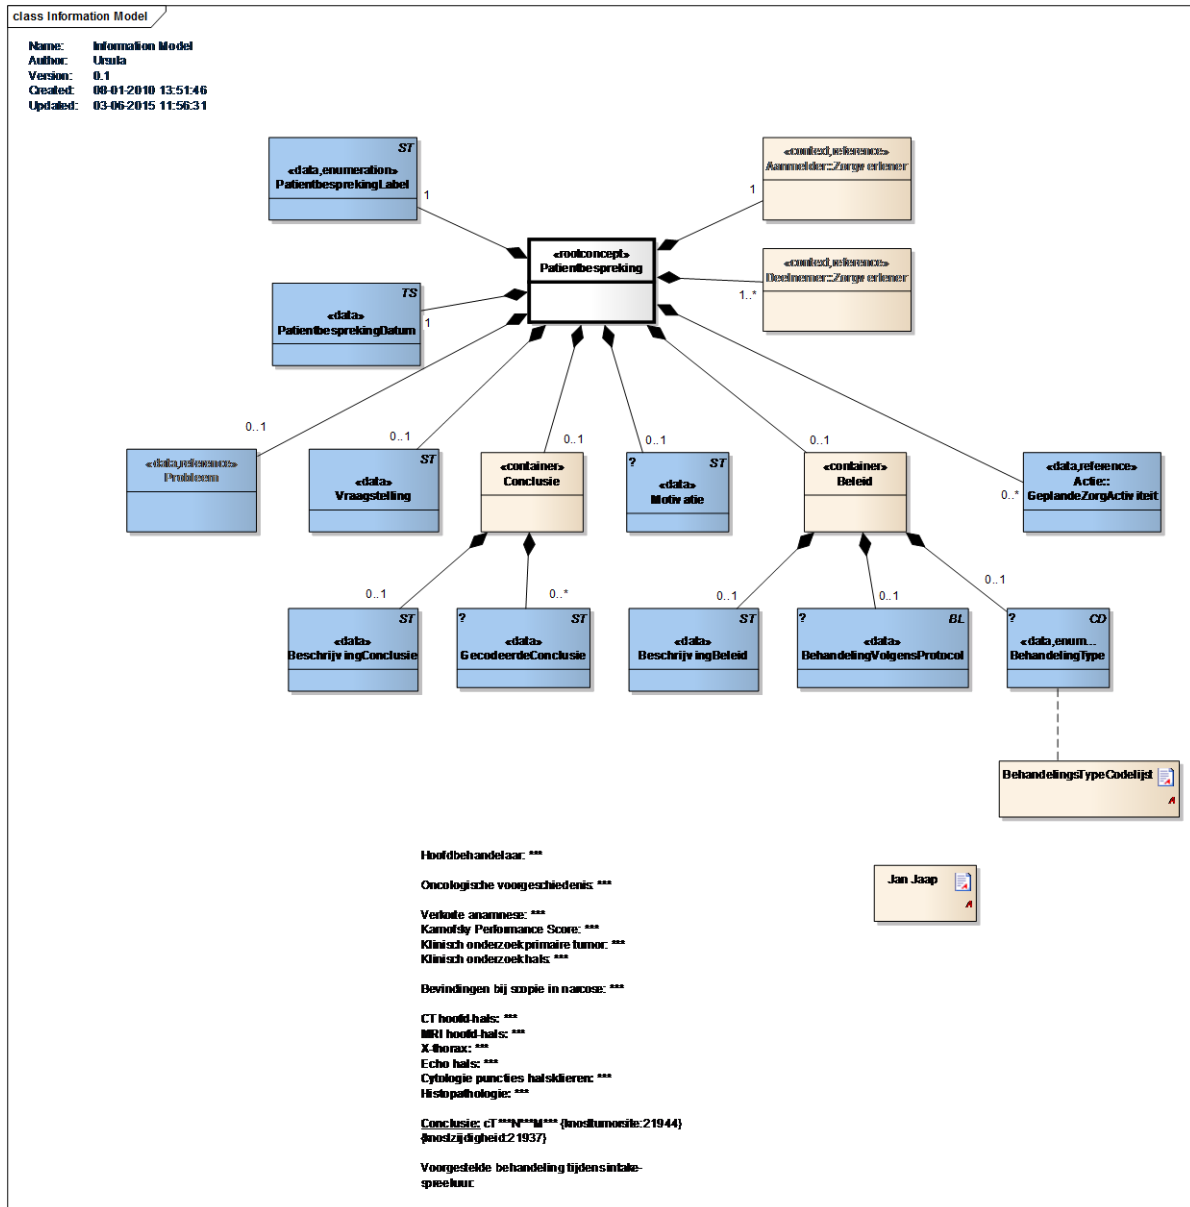 class Information Model
Name: Information Model
Author: Ursula
Version: 0.1
Created: 08-01-2010 13:51:46
Updated: 03-06-2015 11:56:31
ST
«data,enumeration»
PatientbesprekingLabel
1
«context,reference»
Aanmelder::Zorgverlener
1
«rootconcept»
Patientbespreking
«context,reference»
Deelnemer::Zorgverlener
1..*
TS
«data»
PatientbesprekingDatum
1
0..1
0..1
0..1
0..1
0..1
0..*
«data,reference»
Probleem
ST
«data»
Vraagstelling
«container»
Conclusie
? ST
«data»
Motivatie
«container»
Beleid
«data,reference»
Actie::
GeplandeZorgActiviteit
0..1
0..*
0..1
0..1
0..1
ST
«data»
BeschrijvingConclusie
? ST
«data»
GecodeerdeConclusie
ST
«data»
BeschrijvingBeleid
? BL
«data»
BehandelingVolgensProtocol
? CD
«data,enum...
BehandelingType
BehandelingsTypeCodelijst
A
Hoofdbehandelaar: ***
Oncologische voorgeschiedenis: ***
Verkorte anamnese: ***
Karnofsky Performance Score: ***
Klinisch onderzoek primaire tumor: ***
Klinisch onderzoek hals: ***
Bevindingen bij scopie in narcose: ***
CT hoofd-hals: ***
MRI hoofd-hals: ***
X-thorax: ***
Echo hals: ***
Cytologie puncties halsklieren: ***
Histopathologie: ***
Conclusie: cT***N***M*** {knosttumorsite:21944}
{knostzijdigheid:21937}
Voorgestelde behandeling tijdens intake-
spreekuur:
Jan Jaap
A